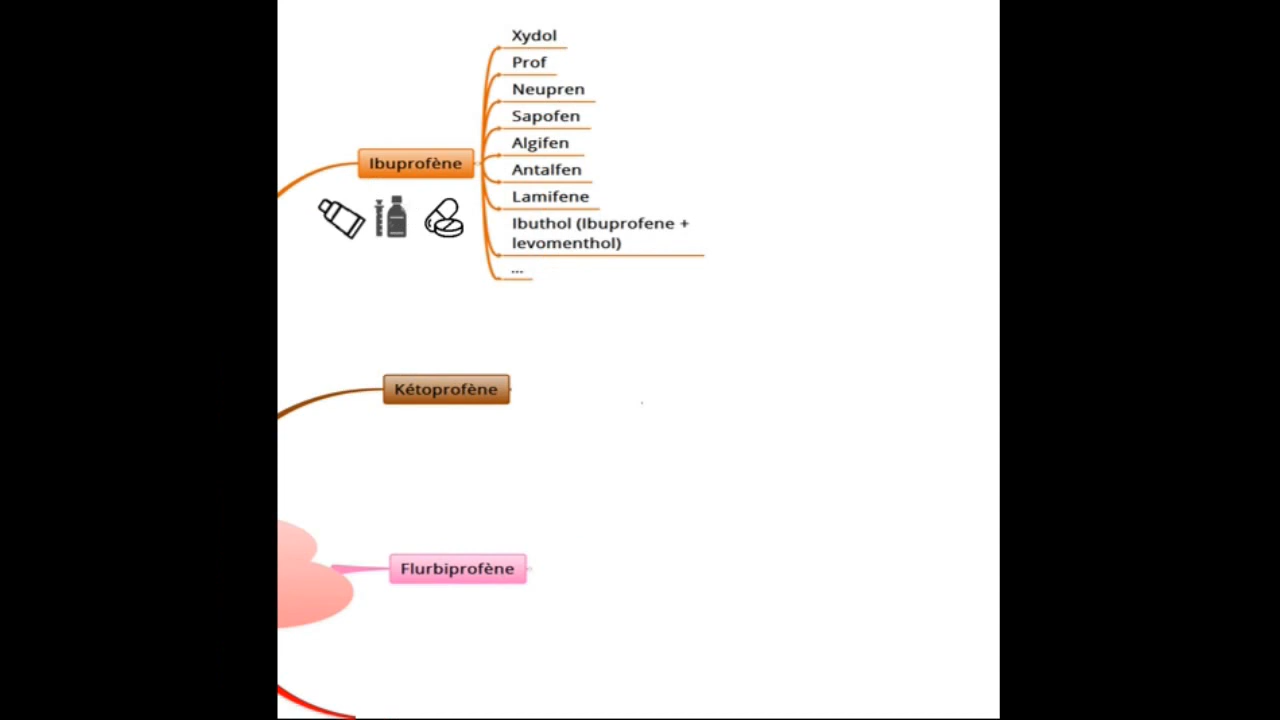 Xydol
Prof
Neupren
Sapofen
Ibuprofène
Algifen
Antalfen
Lamifene
Ibuthol (Ibuprofene +
levomenthol)
...
Kétoprofène
Flurbiprofène